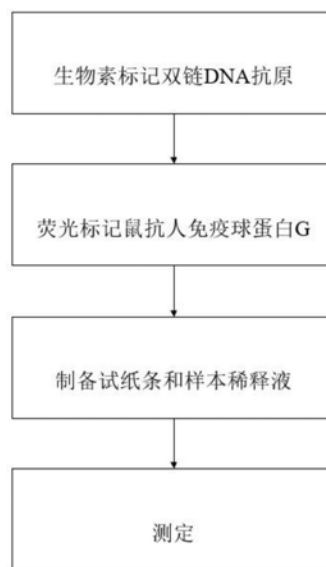 生物素标记双链DNA抗原
荧光标记鼠抗人免疫球蛋白G
制备试纸条和样本稀释液
测定